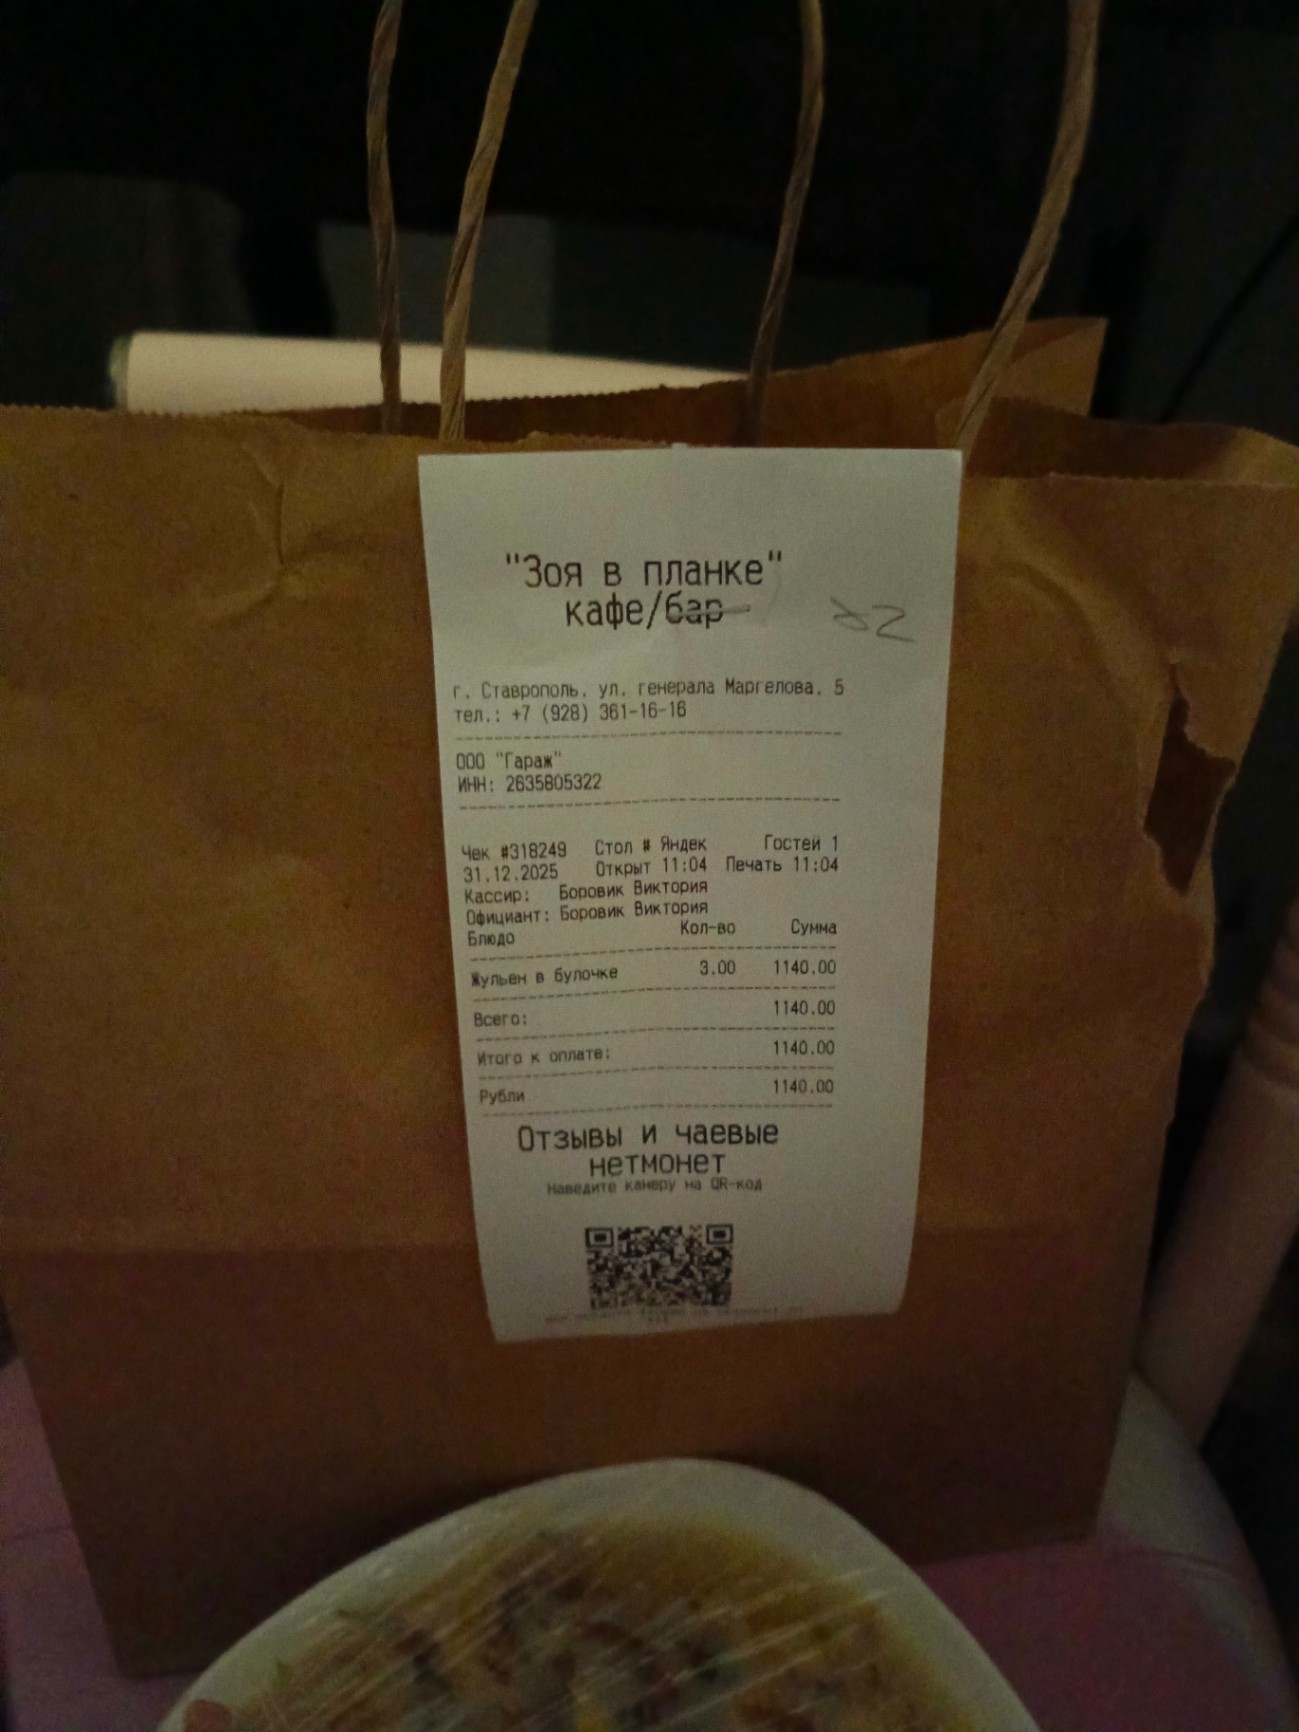 "Зоя в планке"
кафе/бар
г. Ставрополь, ул. генерала Маргелова, 5
тел.: +7 (928) 361-16-16
ООО "Гараж"
ИНН: 2635805322
Чек #318249 Стол # Яндек Гостей 1
31.12.2025 Открыт 11:04 Печать 11:04
Кассир: Боровик Виктория
Официант: Боровик Виктория
Блюдо Кол-во Сумма
Жульен в булочке 3.00 1140.00
Всего: 1140.00
Итого к оплате: 1140.00
Рубли 1140.00
Отзывы и чаевые
нетмонет
Наведите камеру на QR-код